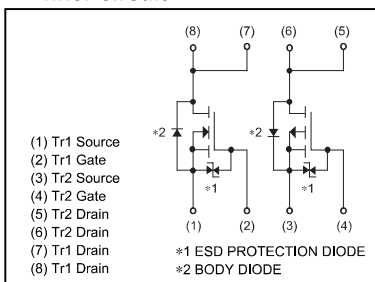 (8) (7) (6) (5)
*2 *2
*1 *1
(1) (2) (3) (4)
(1) Tr1 Source
(2) Tr1 Gate
(3) Tr2 Source
(4) Tr2 Gate
(5) Tr2 Drain
(6) Tr2 Drain
(7) Tr1 Drain
(8) Tr1 Drain
*1 ESD PROTECTION DIODE
*2 BODY DIODE